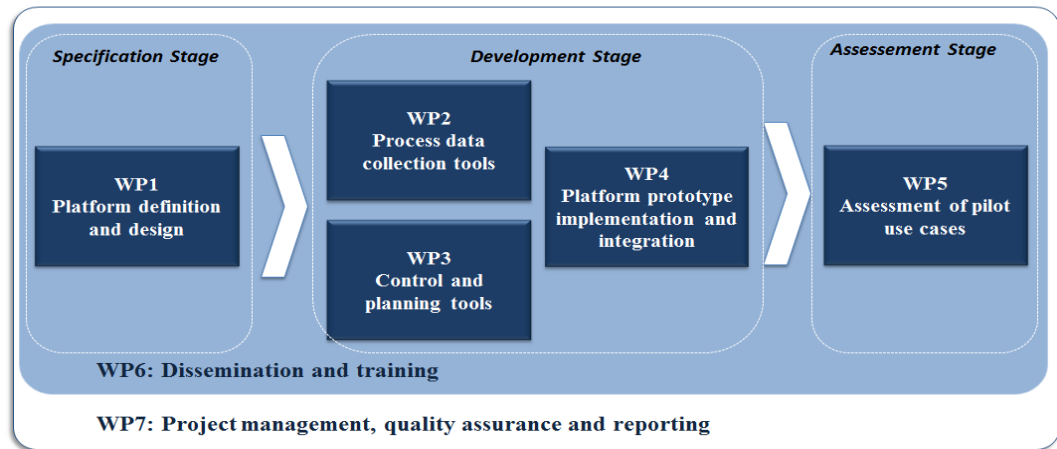 Specification Stage
Development Stage
Assessement Stage
WP1
Platform definition
and design
WP2
Process data
collection tools
WP3
Control and
planning tools
WP4
Platform prototype
implementation and
integration
WP5
Assessment of pilot
use cases
WP6: Dissemination and training
WP7: Project management, quality assurance and reporting